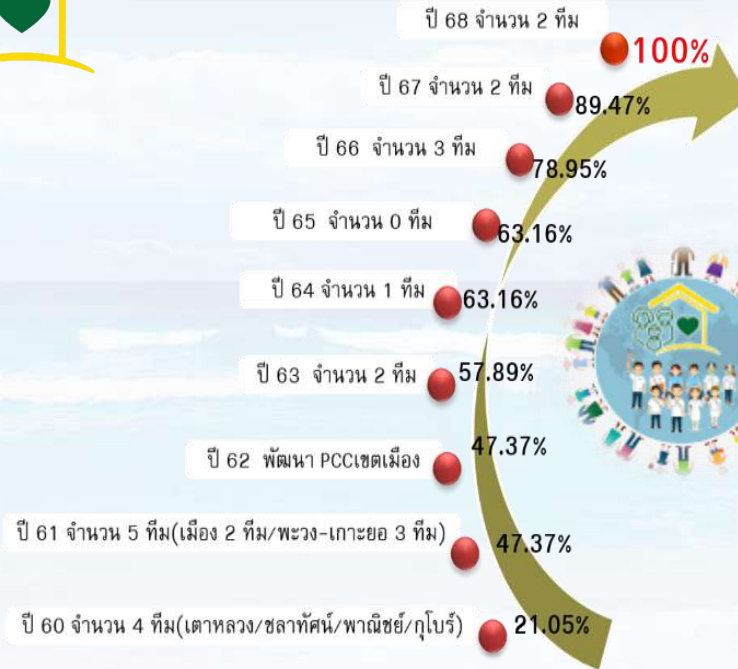 ปี 68 จำนวน 2 ทีม
100%
ปี 67 จำนวน 2 ทีม
89.47%
ปี 66 จำนวน 3 ทีม
78.95%
ปี 65 จำนวน 0 ทีม
63.16%
ปี 64 จำนวน 1 ทีม
63.16%
ปี 63 จำนวน 2 ทีม
57.89%
ปี 62 พัฒนา PCCเขตเมือง
47.37%
ปี 61 จำนวน 5 ทีม(เมือง 2 ทีม/พะวง-เกาะยอ 3 ทีม)
47.37%
ปี 60 จำนวน 4 ทีม(เตาหลวง/ชลาทัศน์/พาณิชย์/กุโบร์)
21.05%